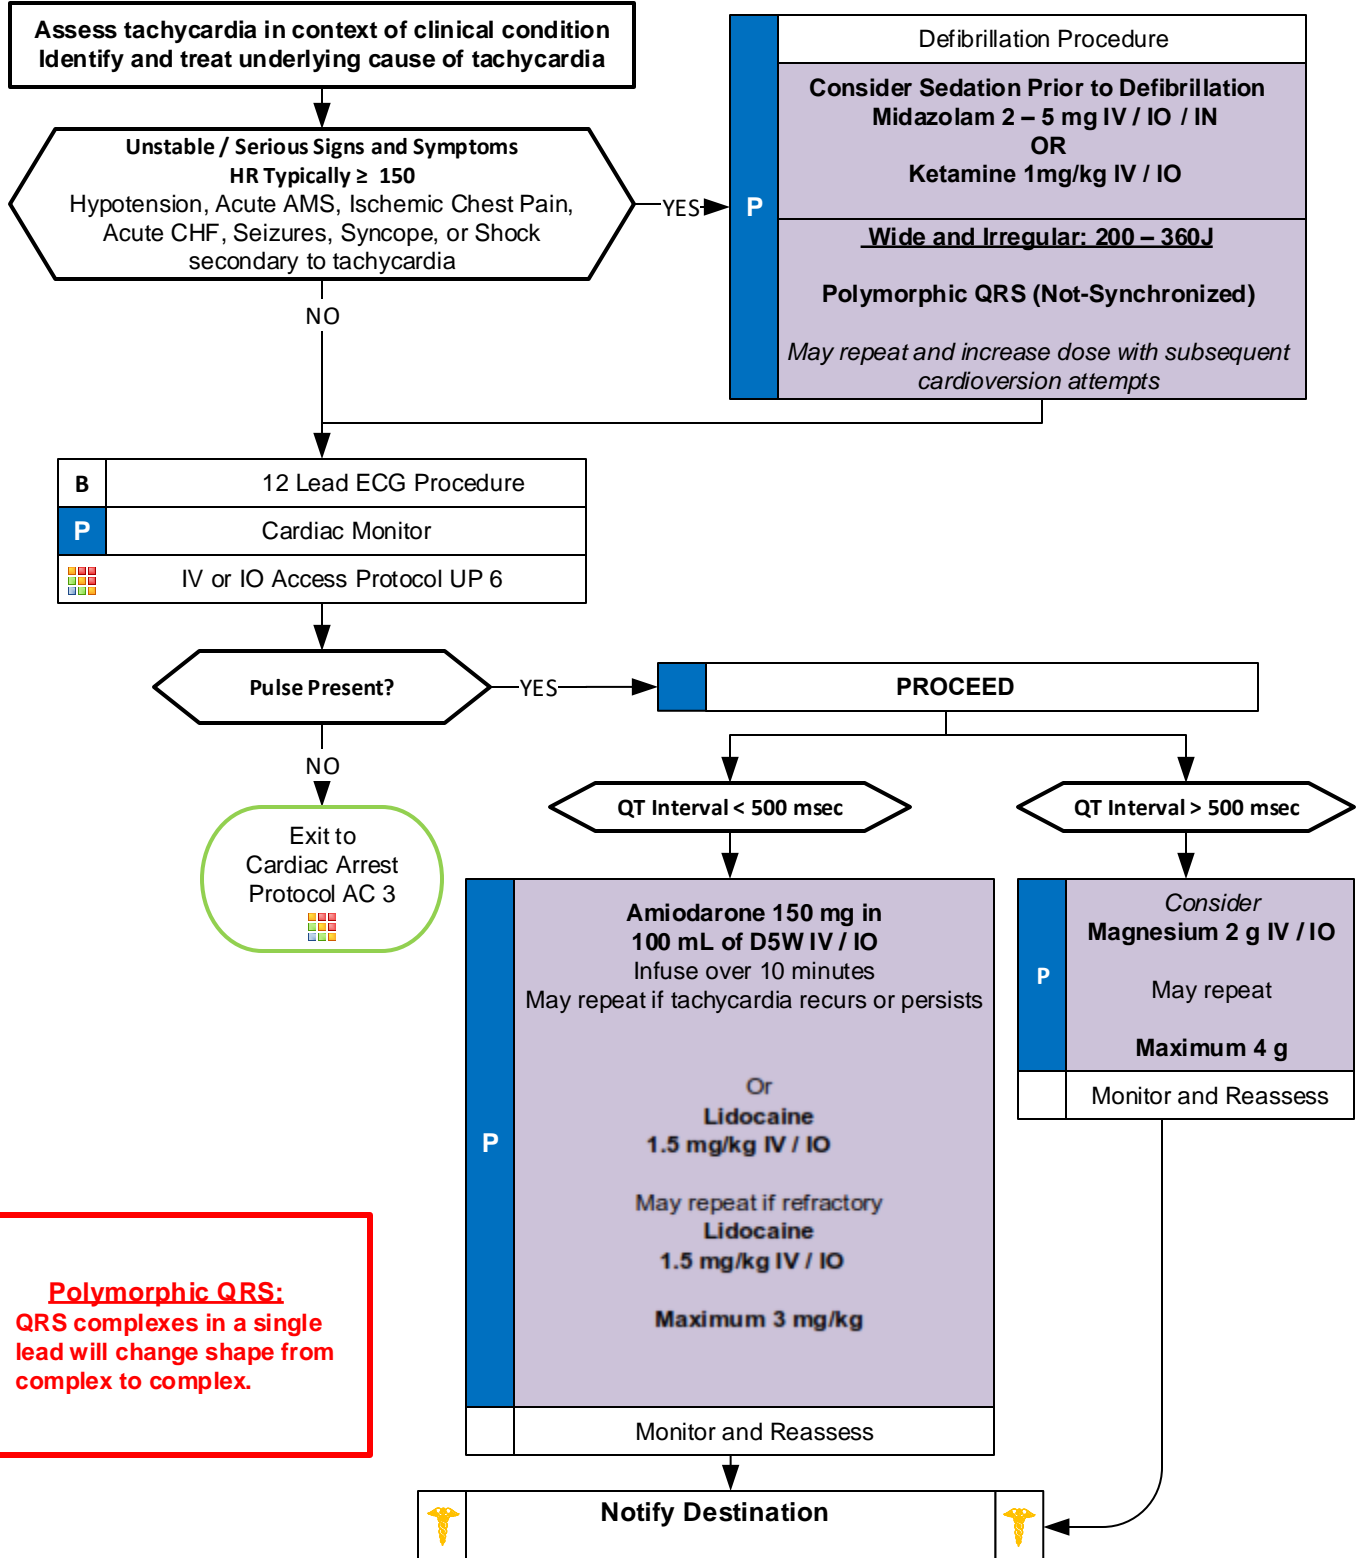 Assess tachycardia in context of clinical condition
Identify and treat underlying cause of tachycardia
Unstable / Serious Signs and Symptoms
HR Typically ≥ 150
Hypotension, Acute AMS, Ischemic Chest Pain,
Acute CHF, Seizures, Syncope, or Shock
secondary to tachycardia
YES
NO
P
Defibrillation Procedure
Consider Sedation Prior to Defibrillation
Midazolam 2 – 5 mg IV / IO / IN
OR
Ketamine 1mg/kg IV / IO
Wide and Irregular: 200 – 360J
Polymorphic QRS (Not-Synchronized)
May repeat and increase dose with subsequent
cardioversion attempts
B
12 Lead ECG Procedure
P
Cardiac Monitor
IV or IO Access Protocol UP 6
Pulse Present?
YES
PROCEED
NO
Exit to
Cardiac Arrest
Protocol AC 3
QT Interval < 500 msec
QT Interval > 500 msec
P
Amiodarone 150 mg in
100 mL of D5W IV / IO
Infuse over 10 minutes
May repeat if tachycardia recurs or persists
Or
Lidocaine
1.5 mg/kg IV / IO
May repeat if refractory
Lidocaine
1.5 mg/kg IV / IO
Maximum 3 mg/kg
Monitor and Reassess
P
Consider
Magnesium 2 g IV / IO
May repeat
Maximum 4 g
Monitor and Reassess
Polymorphic QRS:
QRS complexes in a single
lead will change shape from
complex to complex.
Notify Destination